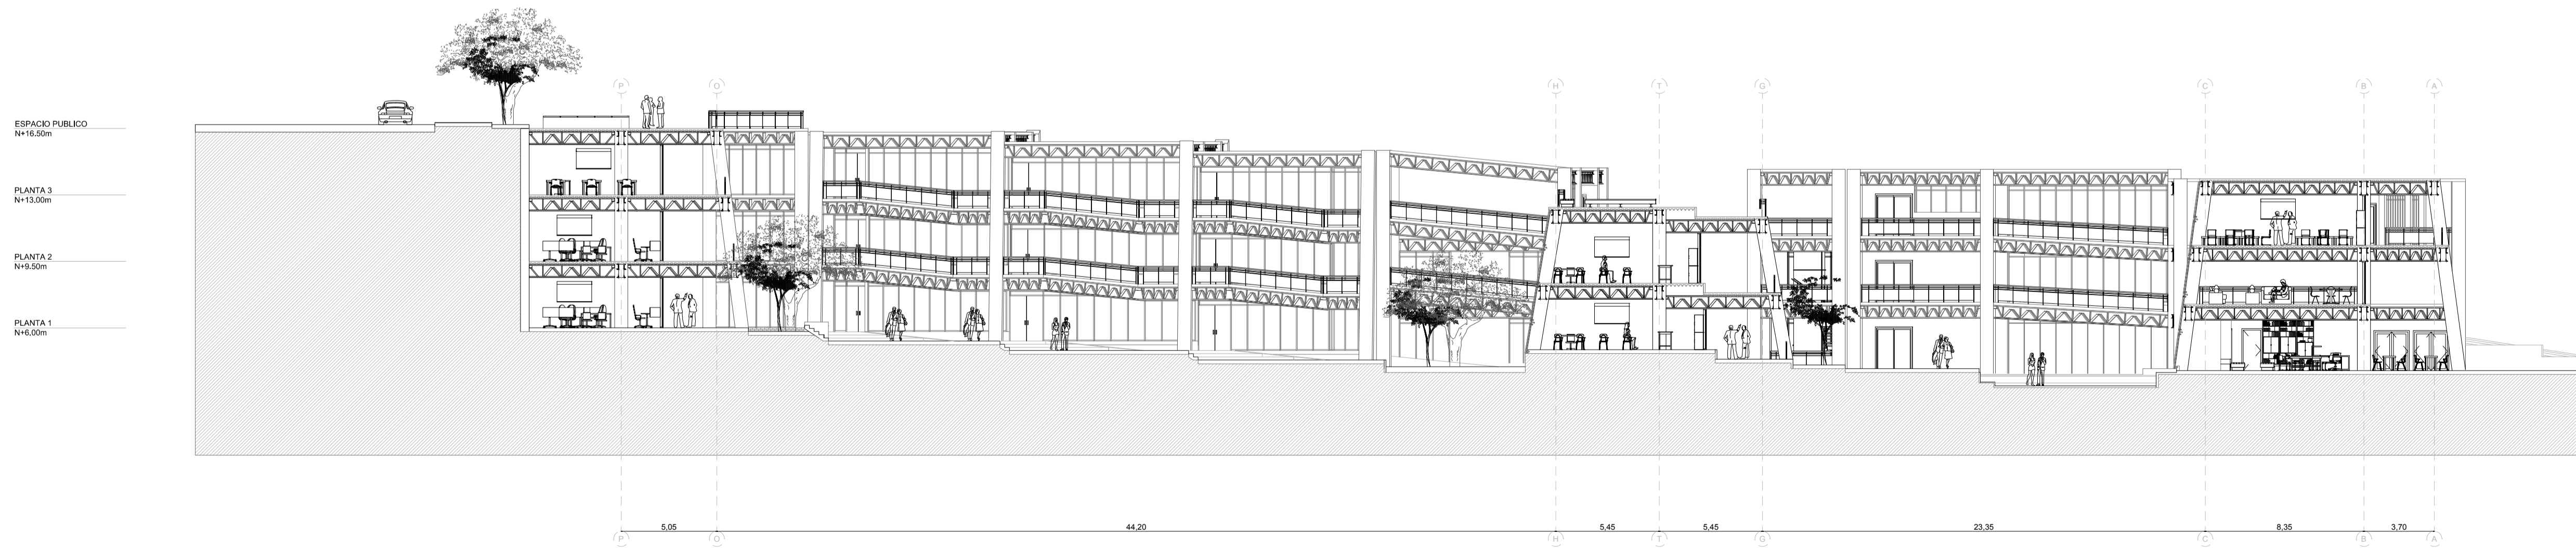 P O H T G C B A
ESPACIO PUBLICO
N+16.50m
PLANTA 3
N+13.00m
PLANTA 2
N+9.50m
PLANTA 1
N+6,00m
5,05 44,20 5,45 5,45 23,35 8,35 3,70
P O H T G C B A